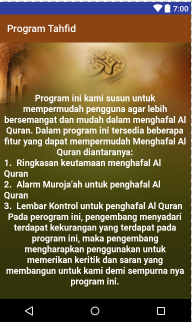 7:00
Program Tahfid
Program ini kami susun untuk
mempermudah pengguna agar lebih
bersemangat dan mudah dalam menghafal Al
Quran. Dalam program ini tersedia beberapa
fitur yang dapat mempermudah Menghafal Al
Quran diantaranya:
1. Ringkasan keutamaan menghafal Al
Quran
2. Alarm Muroja'ah untuk penghafal Al
Quran
3. Lembar Kontrol untuk penghafal Al Quran
Pada perogram ini, pengembang menyadari
terdapat kekurangan yang terdapat pada
program ini, maka pengembang
mengharapkan penggunakan untuk
memerikan keritik dan saran yang
membangun untuk kami demi sempurna nya
program ini.